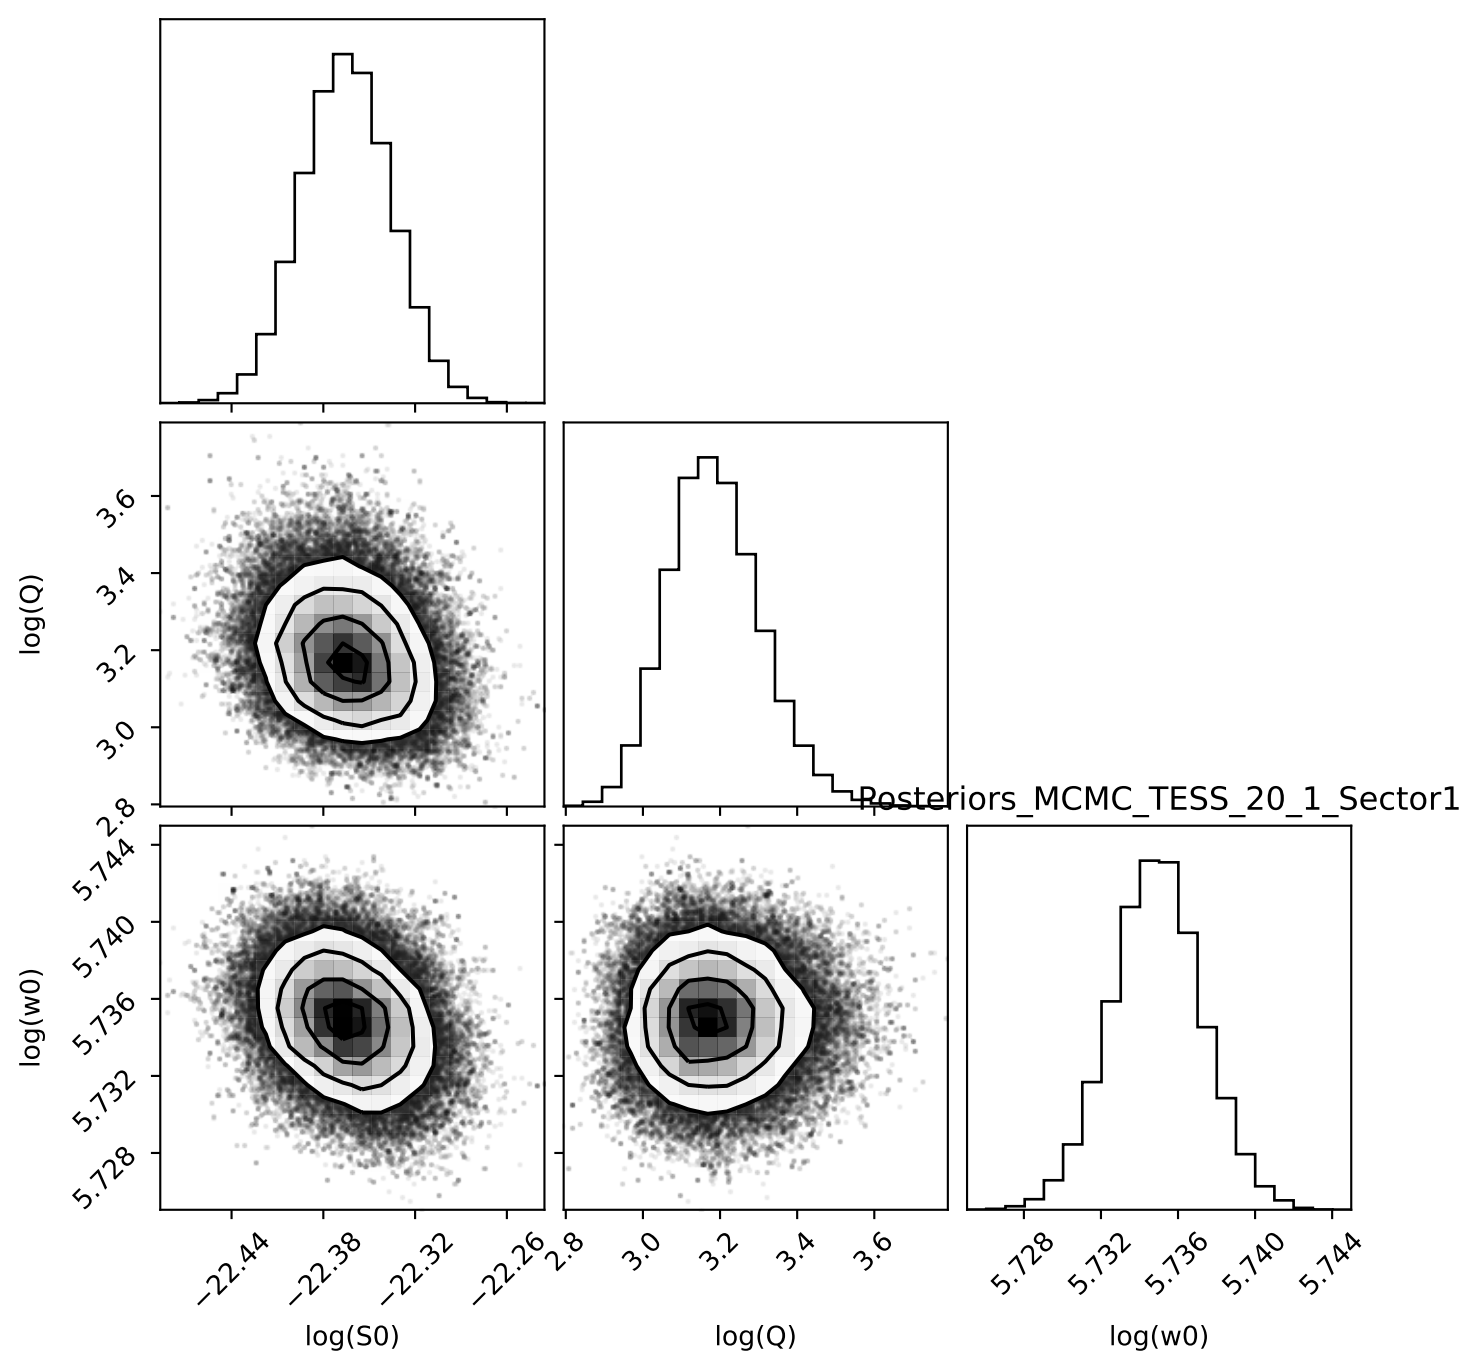 3.6
3.4
log(Q)
3.2
3.0
2.8
Posteriors_MCMC_TESS_20_1_Sector1
5.744
5.740
log(w0)
5.736
5.732
5.728
−22.44 −22.38 −22.32 −22.26 2.8 3.0 3.2 3.4 3.6 5.728 5.732 5.736 5.740 5.744
log(S0) log(Q) log(w0)